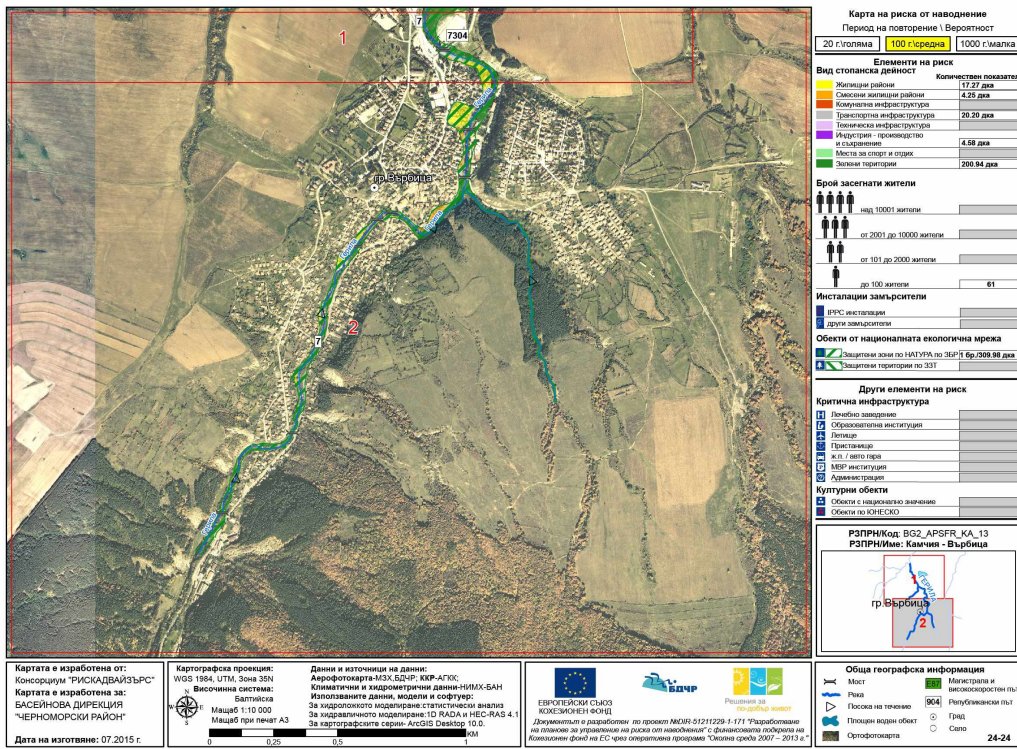 1
7
7304
Герила
гр.Върбица
Герила
Герила
7
2
Герила
Карта на риска от наводнение
Период на повторение \ Вероятност
20 г.\голяма
100 г.\средна
1000 г.\малка
Елементи на риск
Вид стопанска дейност
Количествен показател
Жилищни райони 17.27 дка
Смесени жилищни райони 4.25 дка
Комунална инфраструктура
Транспортна инфраструктура 20.20 дка
Техническа инфраструктура
Индустрия - производство
и съхранение 4.58 дка
Места за спорт и отдих
Зелени територии 200.94 дка
Брой засегнати жители
над 10001 жители
от 2001 до 10000 жители
от 101 до 2000 жители
до 100 жители 61
Инсталации замърсители
IPPC инсталации
други замърсители
Обекти от националната екологична мрежа
Защитени зони по НАТУРА по ЗБР 1 бр./309.98 дка
Защитени територии по ЗЗТ
Други елементи на риск
Критична инфраструктура
Лечебно заведение
Образователна институция
Летище
Пристанище
ж.п. / авто гара
МВР институция
Администрация
Културни обекти
Обекти с национално значение
Обекти по ЮНЕСКО
РЗПРН/Код: BG2_APSFR_KA_13
РЗПРН/Име: Камчия - Върбица
1
ГЕРИЛА
гр.Върбица
2
Картата е изработена от:
Консорциум "РИСКАДВАЙЗЪРС"
Картата е изработена за:
БАСЕЙНОВА ДИРЕКЦИЯ
"ЧЕРНОМОРСКИ РАЙОН"
Дата на изготвяне: 07.2015 г.
Картографска проекция:
WGS 1984, UTM, Зона 35N
Височинна система:
Балтийска
Мащаб 1:10 000
Мащаб при печат А3
N
W
E
S
0
0,5
1
KM
Данни и източници на данни:
Аерофотокарта-МЗХ,БДЧР; ККР-АГКК;
Климатични и хидрометрични данни-НИМХ-БАН
Използваните данни, модели и софтуер:
За хидроложкото моделиране:статистически анализ
За хидравличното моделиране:1D RADA и HEC-RAS 4.1
За картографските серии- ArcGIS Desktop 10.0.
ЕВРОПЕЙСКИ СЪЮЗ
КОХЕЗИОНЕН ФОНД
БДЧР
Решения за
по-добър живот
Документът е разработен по проект №DIR-51211229-1-171 "Разработване
на планове за управление на риска от наводнения" с финансовата подкрепа на
Кохезионен фонд на ЕС чрез оперативна програма "Околна среда 2007 – 2013 г."
Обща географска информация
Мост
Река
Посока на течение
Площен воден обект
Ортофотокарта
E87 Магистрала и
високоскоростен път
904 Републикански път
Град
Село
24-24